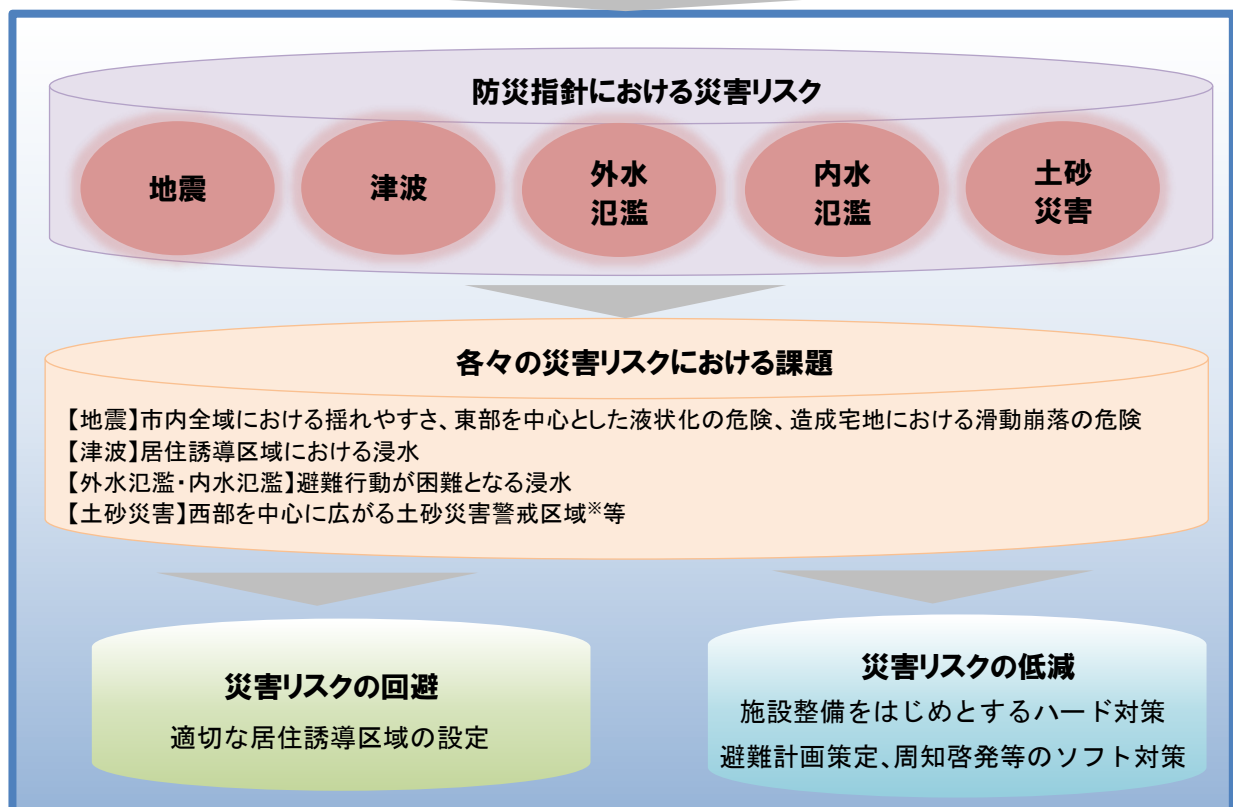 防災指針における災害リスク
地震
津波
外水
氾濫
内水
氾濫
土砂
災害
各々の災害リスクにおける課題
【地震】市内全域における揺れやすさ、東部を中心とした液状化の危険、造成宅地における滑動崩落の危険
【津波】居住誘導区域における浸水
【外水氾濫・内水氾濫】避難行動が困難となる浸水
【土砂災害】西部を中心に広がる土砂災害警戒区域※等
災害リスクの回避
適切な居住誘導区域の設定
災害リスクの低減
施設整備をはじめとするハード対策
避難計画策定、周知啓発等のソフト対策